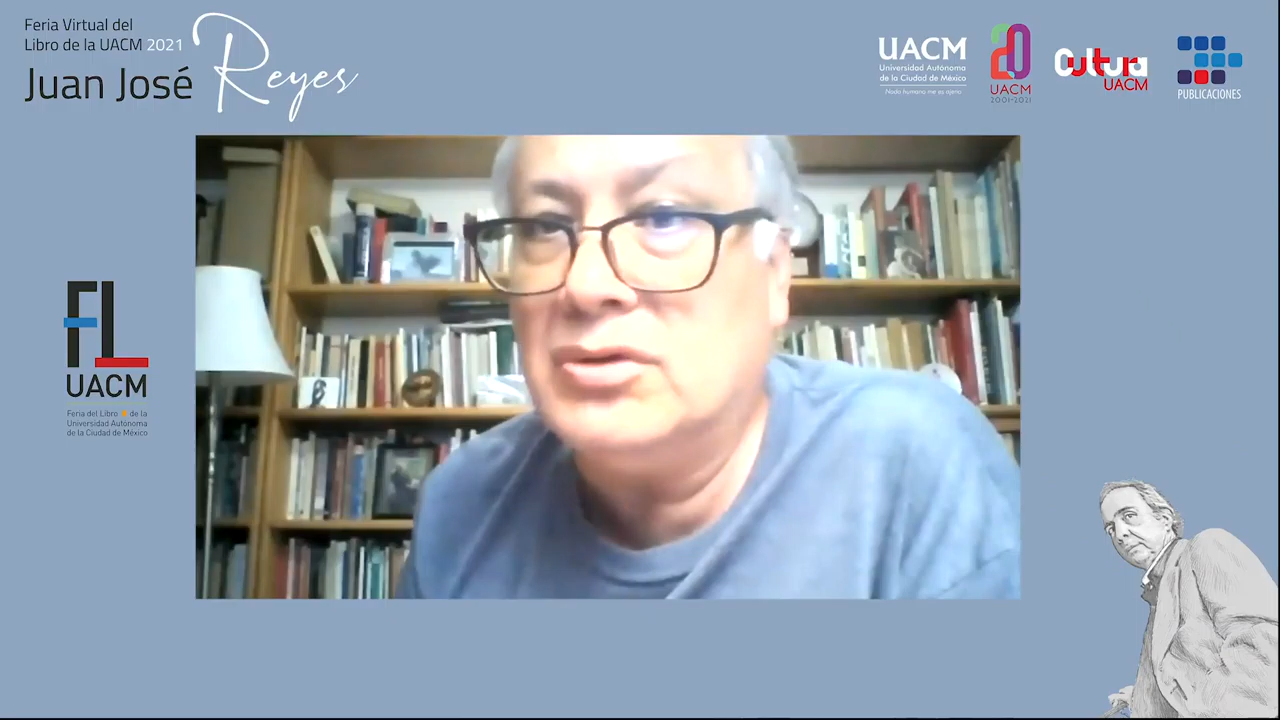 Feria Virtual del
Libro de la UACM 2021
Juan José Reyes
UACM
Universidad Autónoma
de la Ciudad de México
Nada humano me es ajeno
20
UACM
2001-2021
Cultura
UACM
PUBLICACIONES
FL
UACM
Feria del Libro de la
Universidad Autónoma
de la Ciudad de México